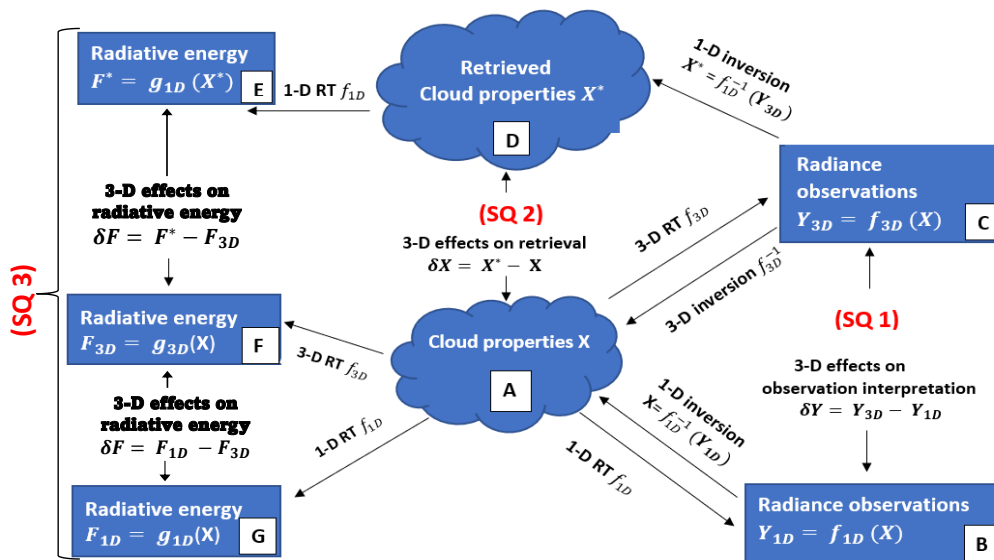 Radiative energy
F* = g1D (X*)
E
1-D RT f1D
Retrieved
Cloud properties X*
D
1-D inversion
X* = f1D^-1 (Y3D)
Radiance
observations
Y3D = f3D (X)
C
3-D effects on
radiative energy
δF = F* − F3D
(SQ 3)
(SQ 2)
3-D effects on retrieval
δX = X* − X
3-D RT f3D
3-D inversion f3D^-1
(SQ 1)
Radiative energy
F3D = g3D(X)
F
3-D RT f3D
Cloud properties X
A
3-D effects on
observation interpretation
δY = Y3D − Y1D
3-D effects on
radiative energy
δF = F1D − F3D
1-D RT f1D
1-D inversion
X= f1D^-1 (Y1D)
1-D RT f1D
Radiative energy
F1D = g1D(X)
G
Radiance observations
Y1D = f1D (X)
B